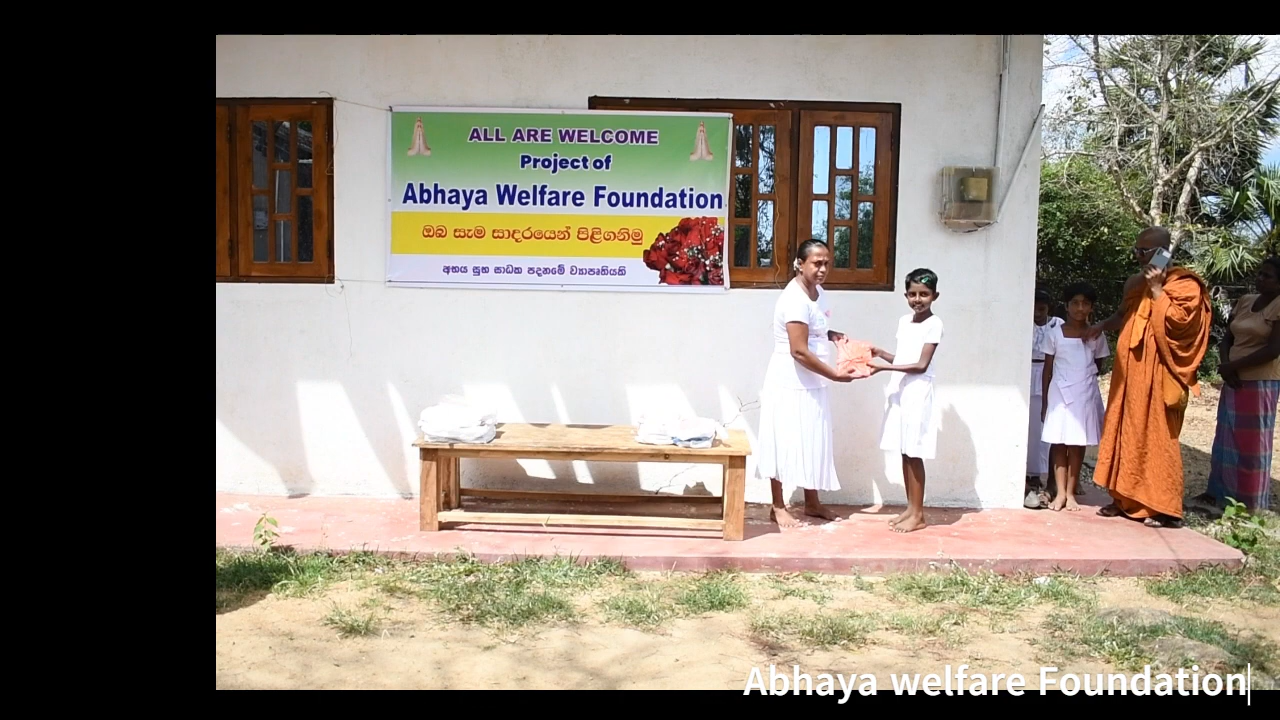 ALL ARE WELCOME
Project of
Abhaya Welfare Foundation
ඔබ සැම සාදරයෙන් පිළිගනිමු
අභය සුභ සාධක පදනමේ ව්‍යාපෘතියකි
Abhaya welfare Foundation